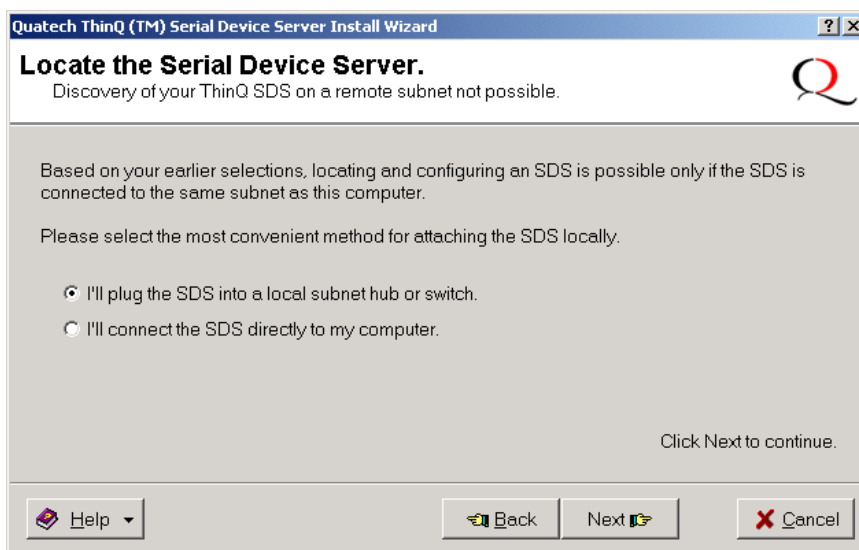 Quatech ThinQ (TM) Serial Device Server Install Wizard
Locate the Serial Device Server.
Discovery of your ThinQ SDS on a remote subnet not possible.
Based on your earlier selections, locating and configuring an SDS is possible only if the SDS is
connected to the same subnet as this computer.
Please select the most convenient method for attaching the SDS locally.
I'll plug the SDS into a local subnet hub or switch.
I'll connect the SDS directly to my computer.
Click Next to continue.
Help Back Next Cancel